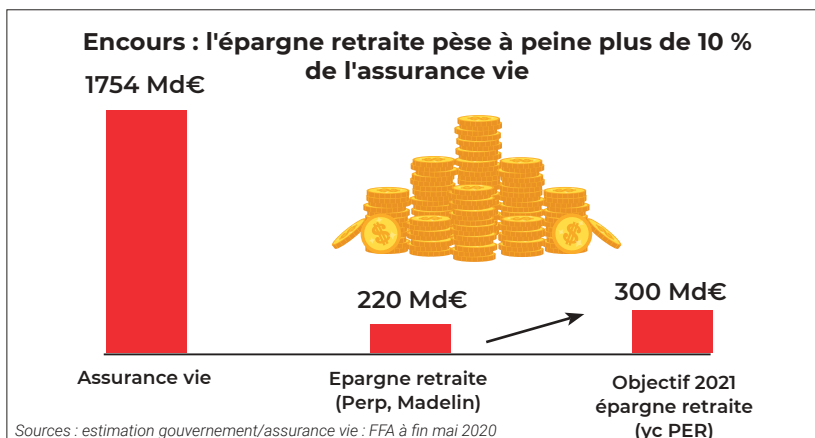 Encours : l'épargne retraite pèse à peine plus de 10 %
de l'assurance vie
1754 Md€
220 Md€
300 Md€
Assurance vie
Epargne retraite
(Perp, Madelin)
Objectif 2021
épargne retraite
(yc PER)
Sources : estimation gouvernement/assurance vie : FFA à fin mai 2020